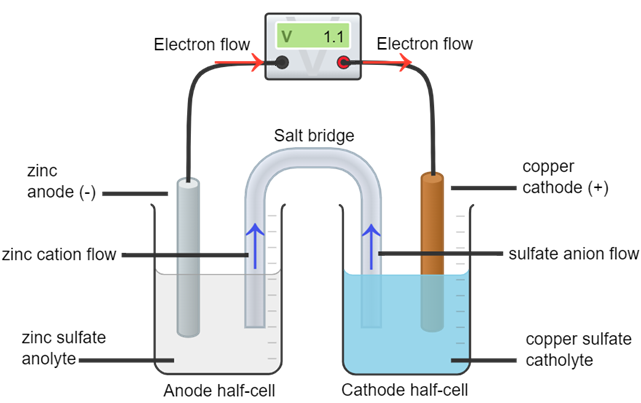 V 1.1
Electron flow
Electron flow
Salt bridge
zinc
anode (-)
copper
cathode (+)
zinc cation flow
sulfate anion flow
zinc sulfate
anolyte
copper sulfate
catholyte
Anode half-cell
Cathode half-cell